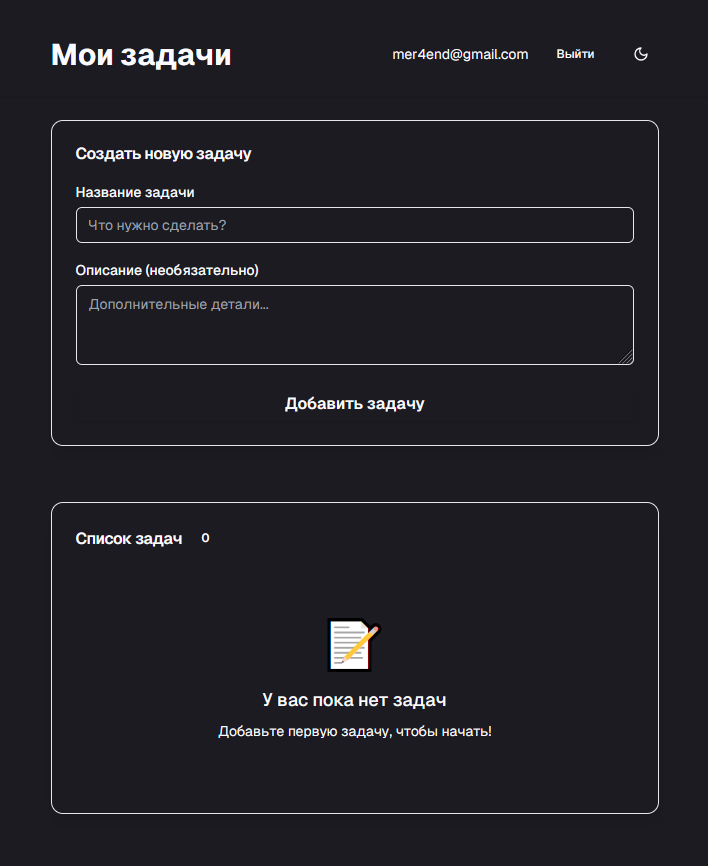 Мои задачи
mer4end@gmail.com
Выйти
Создать новую задачу
Название задачи
Что нужно сделать?
Описание (необязательно)
Дополнительные детали...
Добавить задачу
Список задач 0
У вас пока нет задач
Добавьте первую задачу, чтобы начать!